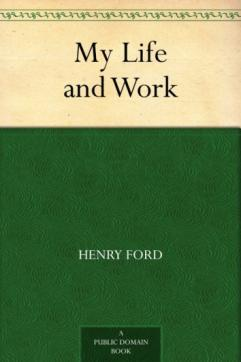 My Life
and Work
HENRY FORD
A
PUBLIC DOMAIN
BOOK